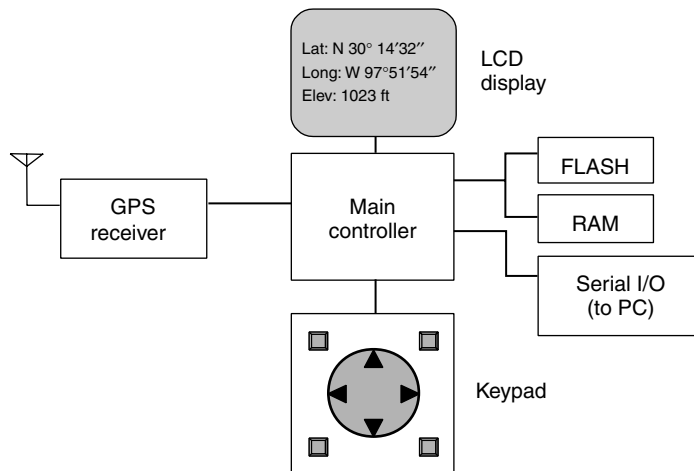 Lat: N 30° 14′32″
Long: W 97°51′54″
Elev: 1023 ft
LCD
display
GPS
receiver
Main
controller
FLASH
RAM
Serial I/O
(to PC)
Keypad